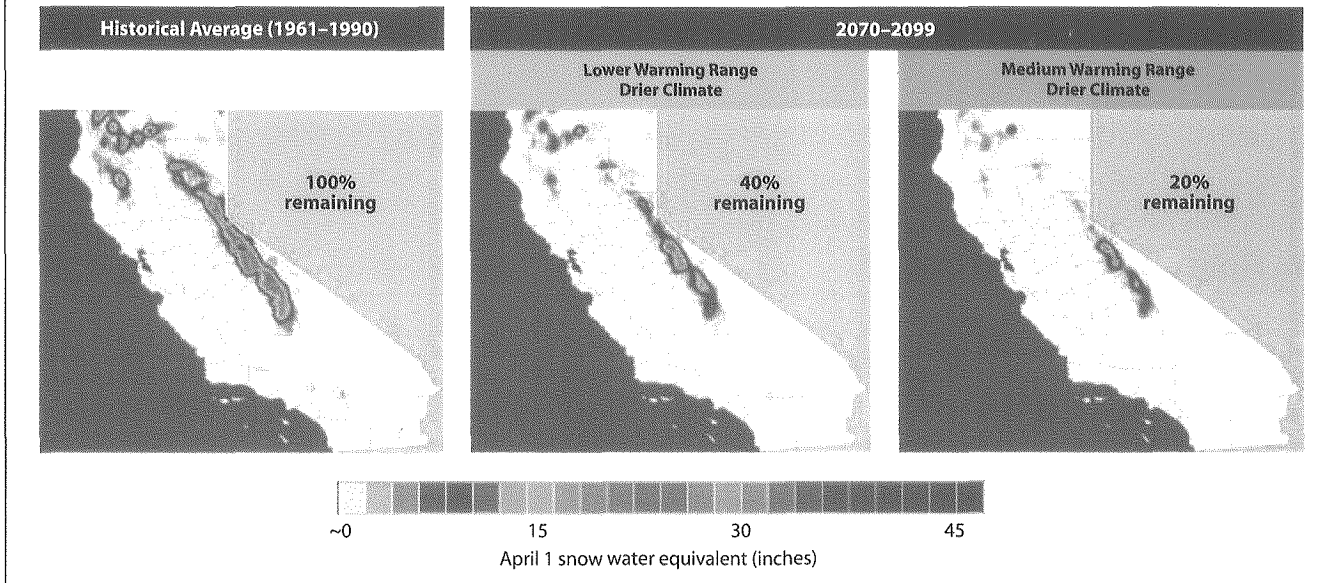 Historical Average (1961–1990)
2070–2099
Lower Warming Range
Drier Climate
Medium Warming Range
Drier Climate
100%
remaining
40%
remaining
20%
remaining
~0
15
30
45
April 1 snow water equivalent (inches)